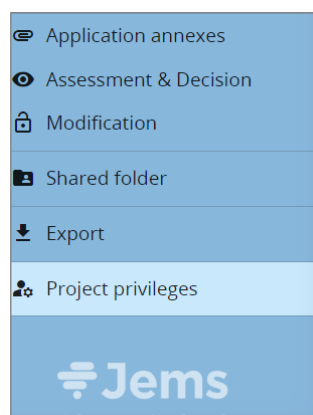 Application annexes
Assessment & Decision
Modification
Shared folder
Export
Project privileges
Jems